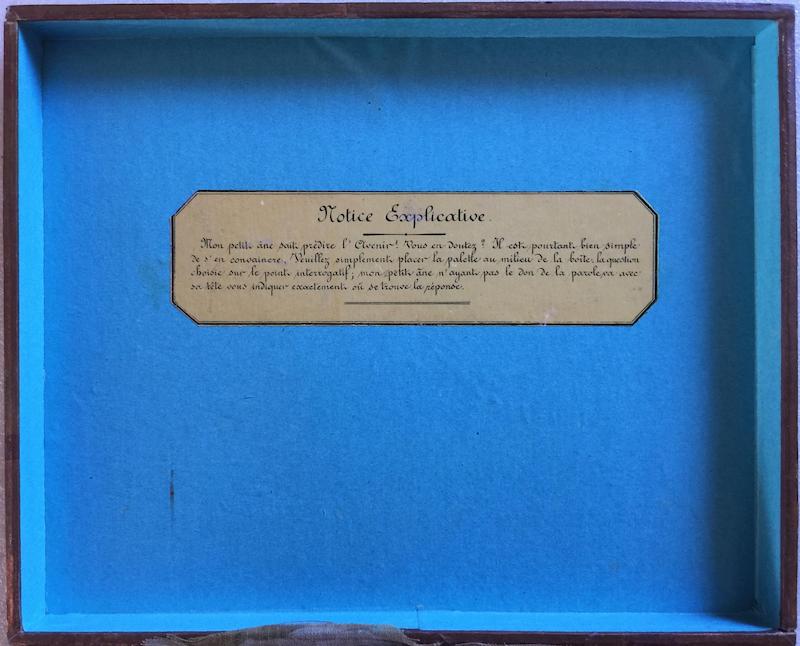 Notice Explicative.
Mon petit âne sait prédire l'Avenir! Vous en doutez? Il est pourtant bien simple
de s'en convaincre. Veuillez simplement placer la palette au milieu de la boîte, la question
choisie sur le point interrogatif; mon petit âne n'ayant pas le don de la parole, va avec
sa tête vous indiquer exactement où se trouve la réponse.